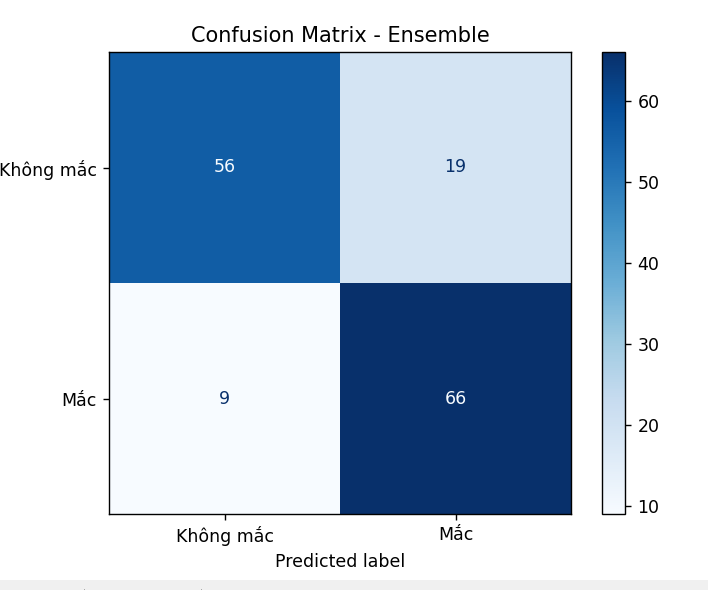 Confusion Matrix - Ensemble
Không mắc
56
19
Mắc
9
66
Không mắc
Mắc
Predicted label
60
50
40
30
20
10